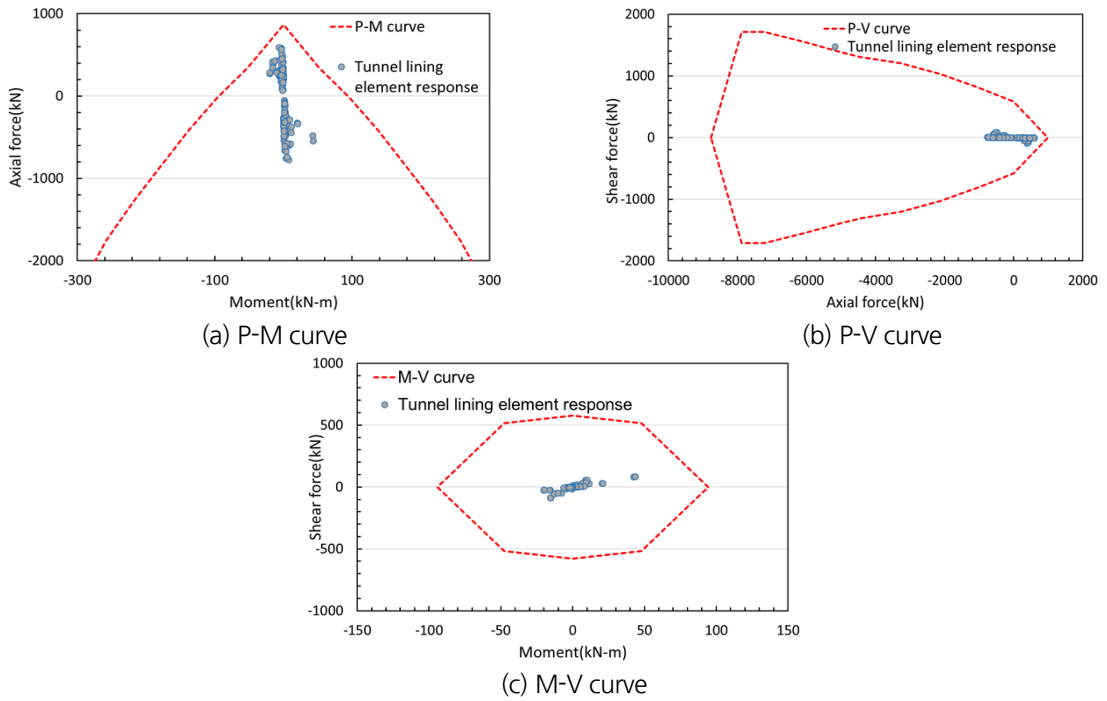 1000
0
-1000
-2000
-300
-200
-100
0
100
200
300
Axial force(kN)
Moment(kN-m)
P-M curve
Tunnel lining
element response
(a) P-M curve
2000
1000
0
-1000
-2000
-10000
-8000
-6000
-4000
-2000
0
2000
Shear force(kN)
Axial force(kN)
P-V curve
Tunnel lining element response
(b) P-V curve
1000
500
0
-500
-1000
-150
-100
-50
0
50
100
150
Shear force(kN)
Moment(kN-m)
M-V curve
Tunnel lining element response
(c) M-V curve